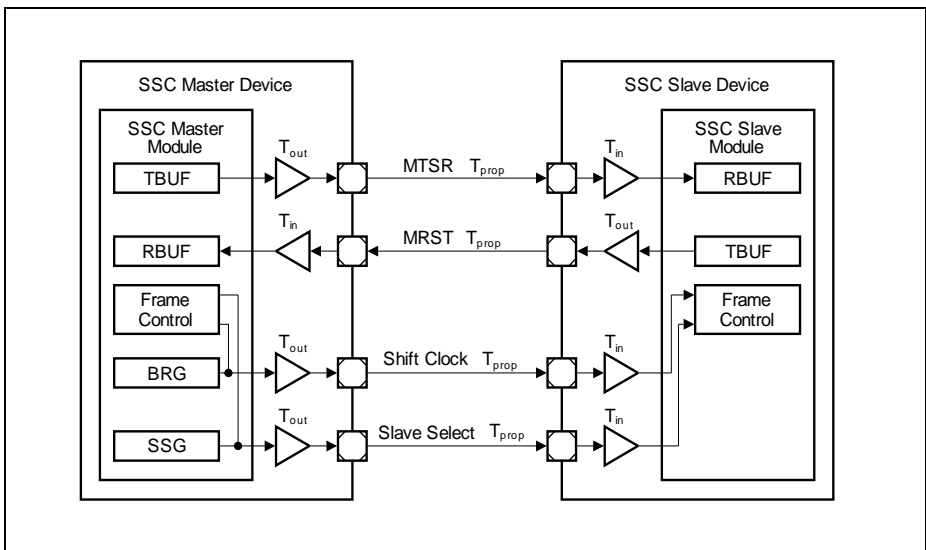 SSC Master Device
SSC Slave Device
SSC Master
Module
SSC Slave
Module
Tout
Tin
TBUF
MTSR Tprop
RBUF
Tin
Tout
RBUF
MRST Tprop
TBUF
Frame
Control
Frame
Control
Tout
Tin
BRG
Shift Clock Tprop
Tout
Tin
SSG
Slave Select Tprop